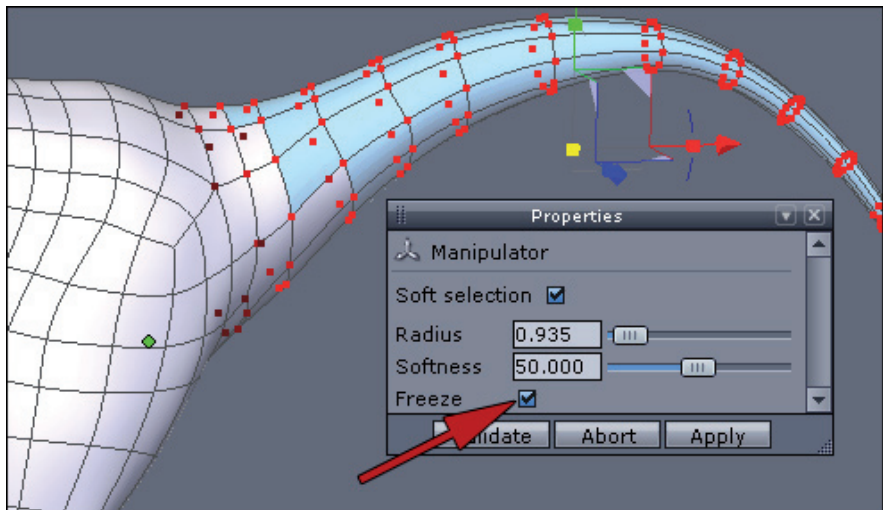 Properties
Manipulator
Soft selection
Radius 0.935
Softness 50.000
Freeze
Abort Apply